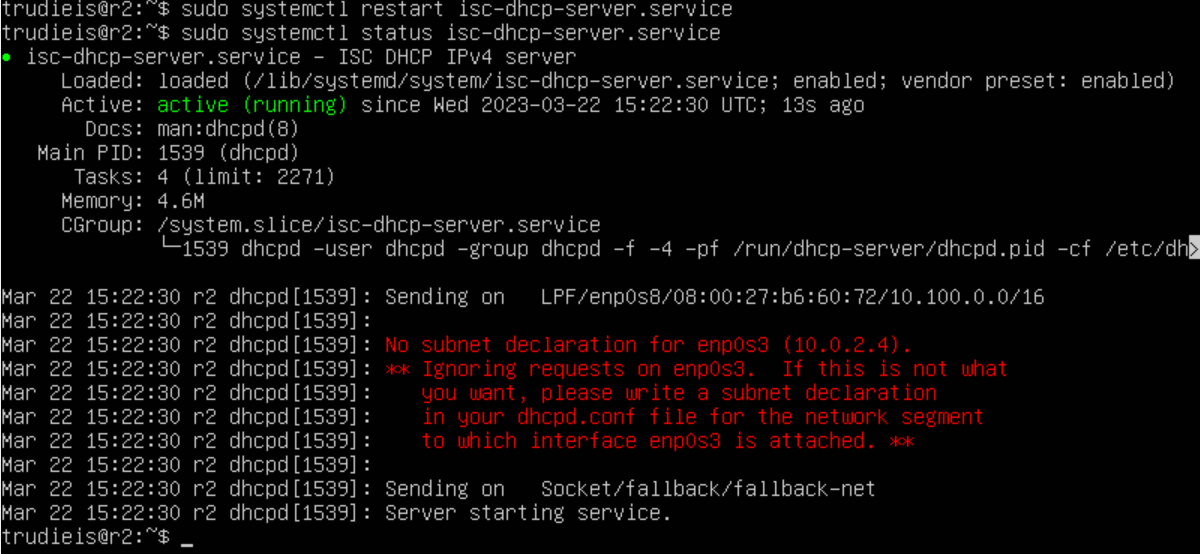 trudieis@r2:~$ sudo systemctl restart isc-dhcp-server.service
trudieis@r2:~$ sudo systemctl status isc-dhcp-server.service
● isc-dhcp-server.service - ISC DHCP IPv4 server
     Loaded: loaded (/lib/systemd/system/isc-dhcp-server.service; enabled; vendor preset: enabled)
     Active: active (running) since Wed 2023-03-22 15:22:30 UTC; 13s ago
       Docs: man:dhcpd(8)
   Main PID: 1539 (dhcpd)
      Tasks: 4 (limit: 2271)
     Memory: 4.6M
     CGroup: /system.slice/isc-dhcp-server.service
             └─1539 dhcpd -user dhcpd -group dhcpd -f -4 -pf /run/dhcp-server/dhcpd.pid -cf /etc/dh>
Mar 22 15:22:30 r2 dhcpd[1539]: Sending on   LPF/enp0s8/08:00:27:b6:60:72/10.100.0.0/16
Mar 22 15:22:30 r2 dhcpd[1539]:
Mar 22 15:22:30 r2 dhcpd[1539]: No subnet declaration for enp0s3 (10.0.2.4).
Mar 22 15:22:30 r2 dhcpd[1539]: ** Ignoring requests on enp0s3.  If this is not what
Mar 22 15:22:30 r2 dhcpd[1539]:    you want, please write a subnet declaration
Mar 22 15:22:30 r2 dhcpd[1539]:    in your dhcpd.conf file for the network segment
Mar 22 15:22:30 r2 dhcpd[1539]:    to which interface enp0s3 is attached. **
Mar 22 15:22:30 r2 dhcpd[1539]:
Mar 22 15:22:30 r2 dhcpd[1539]: Sending on   Socket/fallback/fallback-net
Mar 22 15:22:30 r2 dhcpd[1539]: Server starting service.
trudieis@r2:~$ _